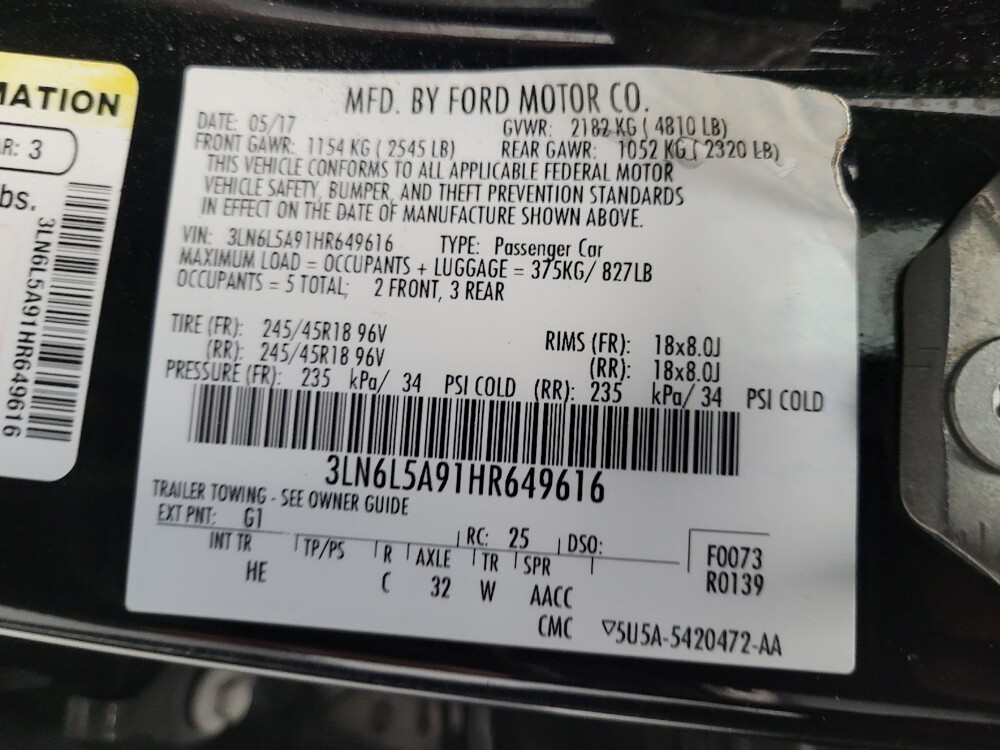 MATION
R: 3
bs.
3LN6L5A91HR649616
MFD. BY FORD MOTOR CO.
DATE: 05/17 GVWR: 2182 KG ( 4810 LB)
FRONT GAWR: 1154 KG ( 2545 LB) REAR GAWR: 1052 KG ( 2320 LB)
THIS VEHICLE CONFORMS TO ALL APPLICABLE FEDERAL MOTOR
VEHICLE SAFETY, BUMPER, AND THEFT PREVENTION STANDARDS
IN EFFECT ON THE DATE OF MANUFACTURE SHOWN ABOVE.
VIN: 3LN6L5A91HR649616 TYPE: Passenger Car
MAXIMUM LOAD = OCCUPANTS + LUGGAGE = 375KG/ 827LB
OCCUPANTS = 5 TOTAL; 2 FRONT, 3 REAR
TIRE (FR): 245/45R18 96V RIMS (FR): 18x8.0J
(RR): 245/45R18 96V (RR): 18x8.0J
PRESSURE (FR): 235 kPa/ 34 PSI COLD (RR): 235 kPa/ 34 PSI COLD
3LN6L5A91HR649616
TRAILER TOWING - SEE OWNER GUIDE
EXT PNT: G1 RC: 25 DSO:
INT TR TP/PS R AXLE TR SPR F0073
HE C 32 W AACC R0139
CMC ▽5U5A-5420472-AA